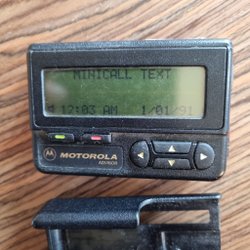 MINICALL TEXT
12:03 AM 1/01/91
MOTOROLA